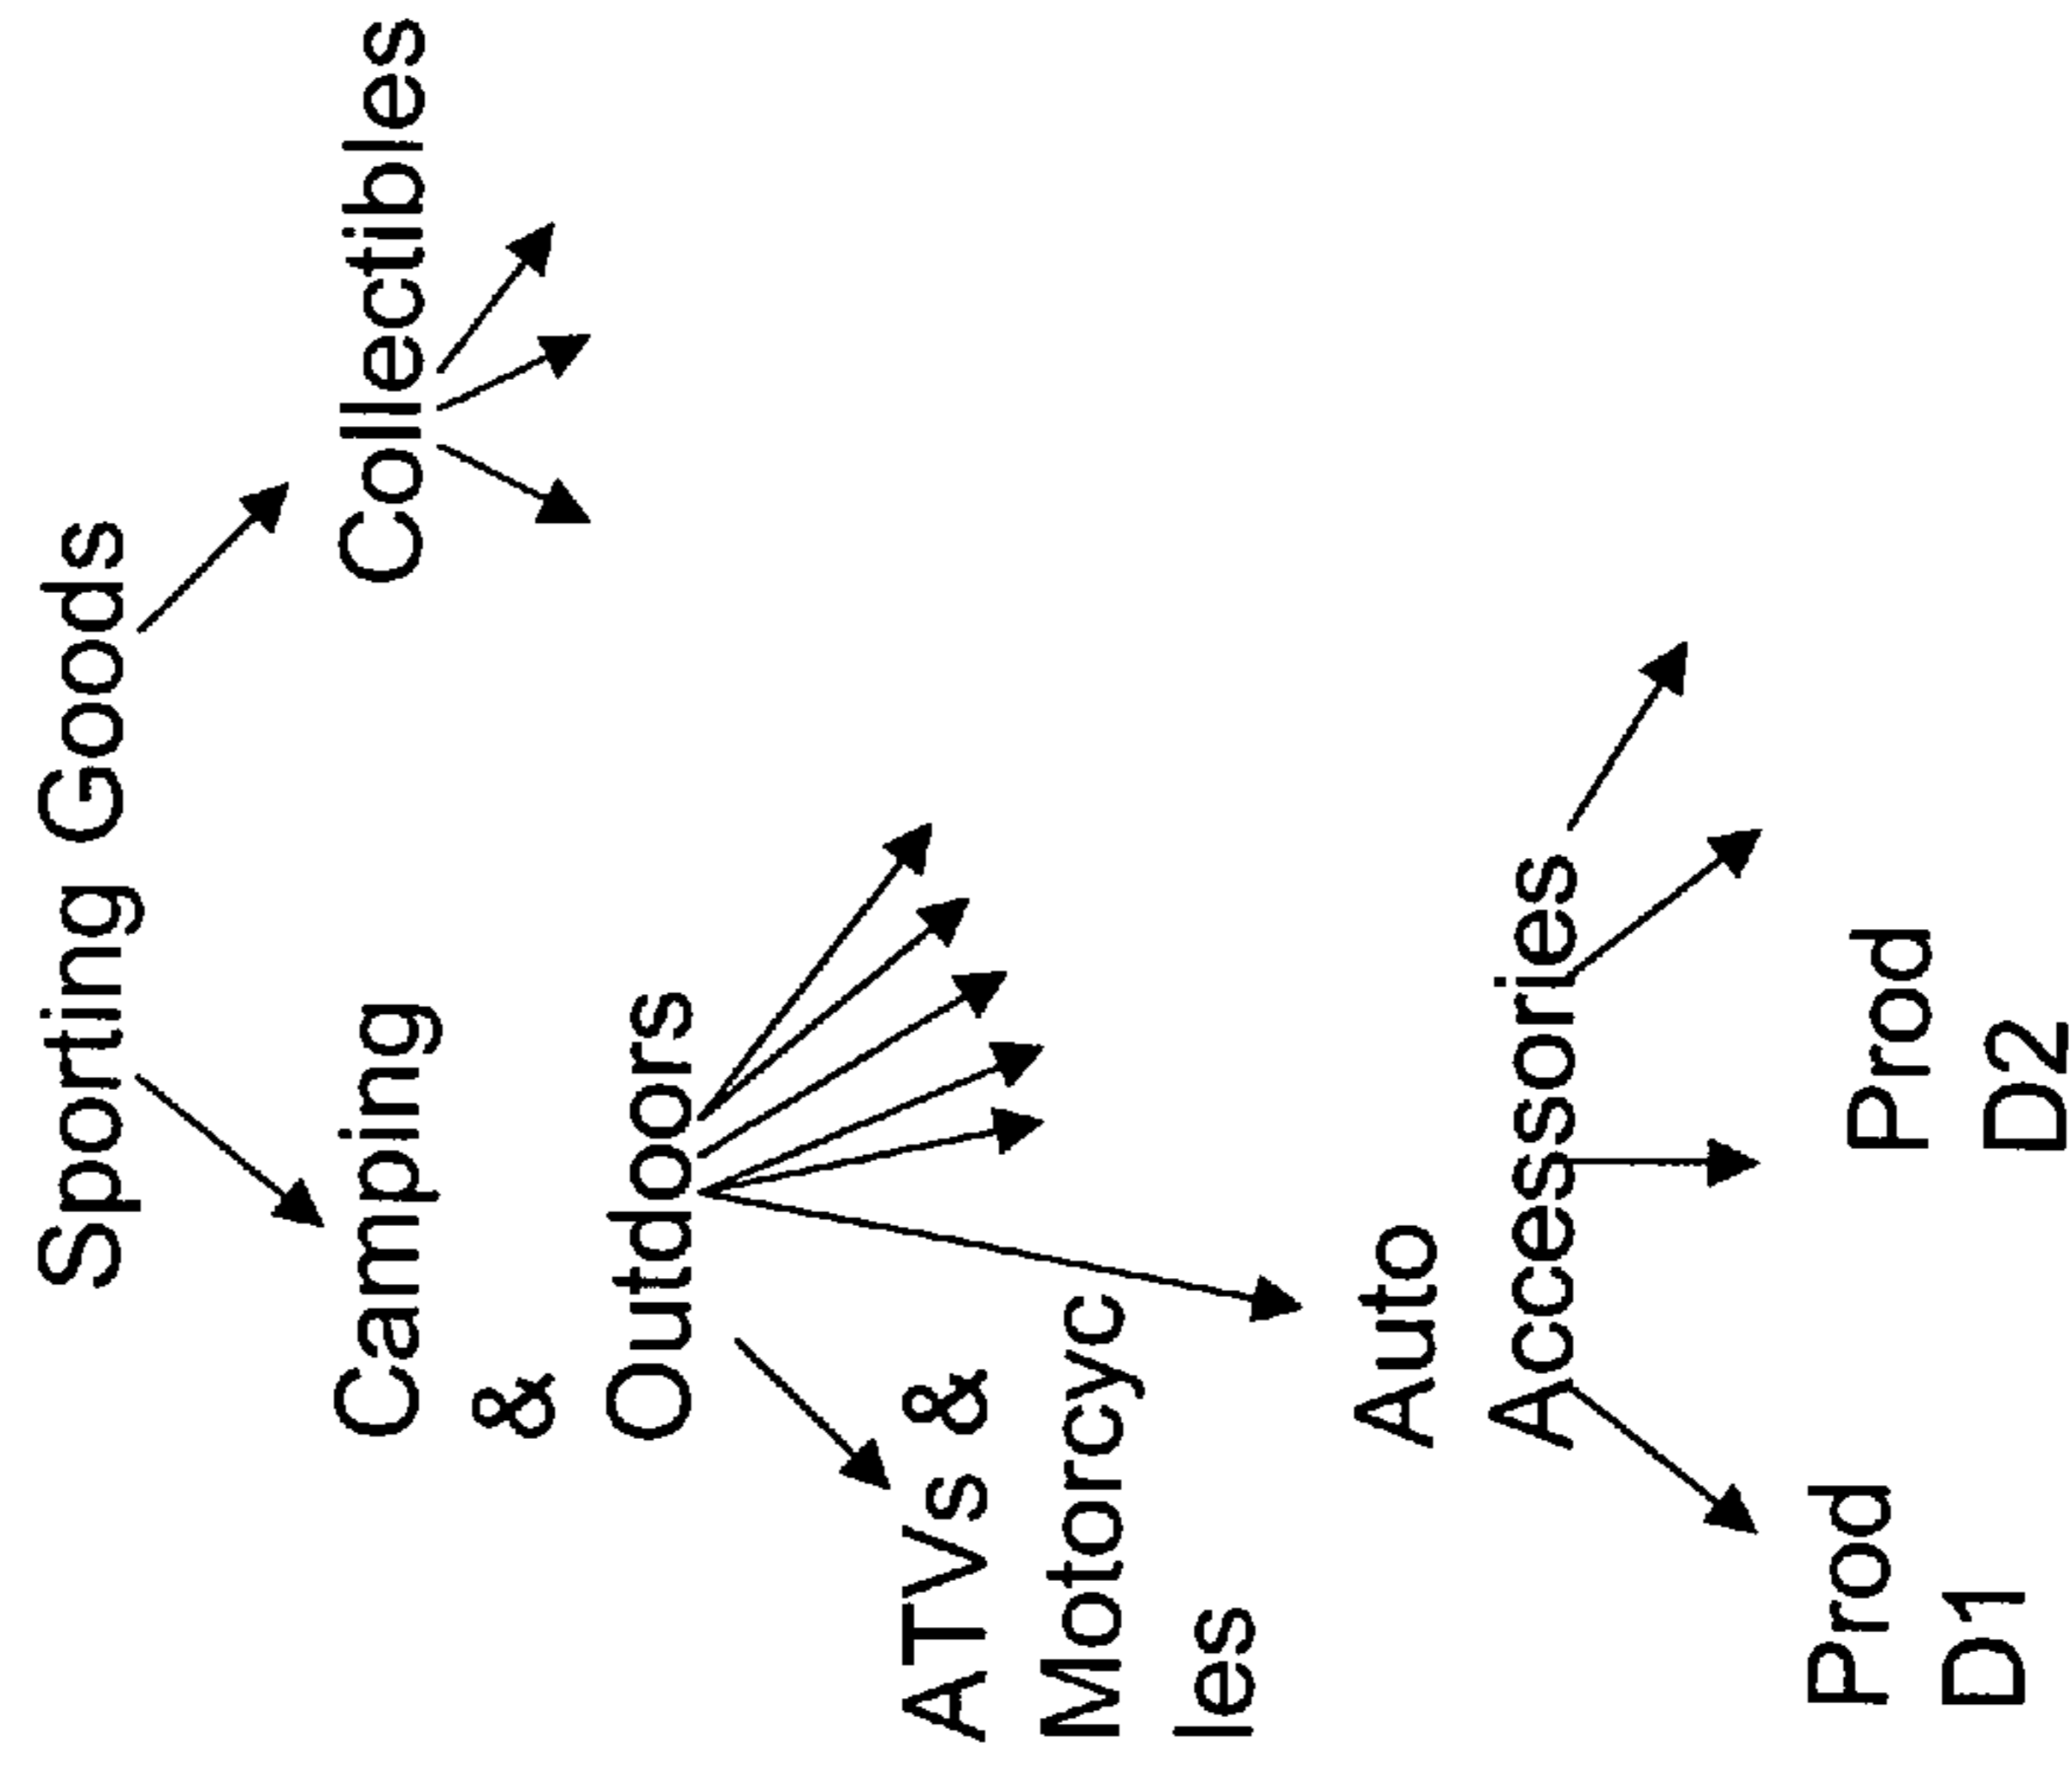 Sporting Goods
Camping
&
Outdoors
Collectibles
ATVs &
Motorcyc
les
Auto
Accessories
Prod
D1
Prod
D2